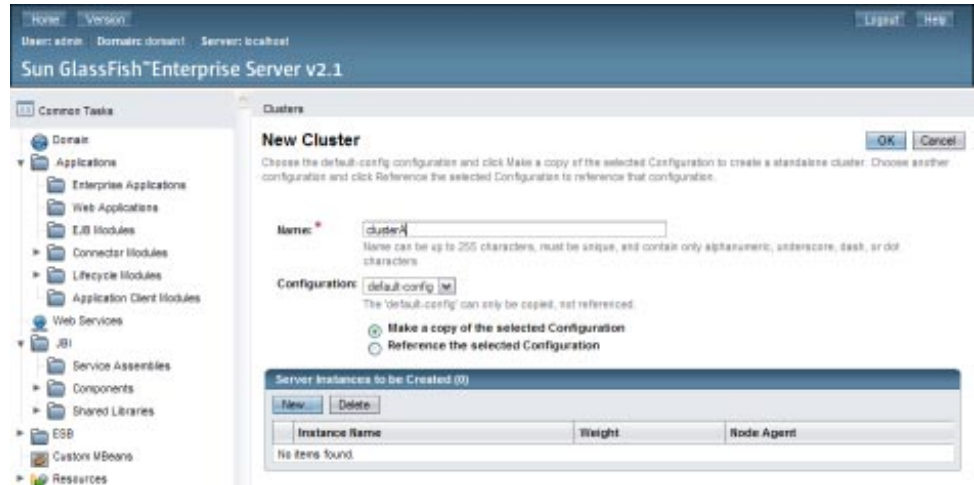 Home Version Logout Help
User: admin Domain: domain1 Server: localhost
Sun GlassFish™ Enterprise Server v2.1
Common Tasks
Domain
Applications
Enterprise Applications
Web Applications
EJB Modules
Connector Modules
Lifecycle Modules
Application Client Modules
Web Services
JBI
Service Assemblies
Components
Shared Libraries
ESB
Custom MBeans
Resources
Clusters
New Cluster
OK Cancel
Choose the default-config configuration and click Make a copy of the selected Configuration to create a standalone cluster. Choose another
configuration and click Reference the selected Configuration to reference that configuration.
Name: * clusterA
Name can be up to 255 characters, must be unique, and contain only alphanumeric, underscore, dash, or dot
characters
Configuration: default-config
The 'default-config' can only be copied, not referenced.
Make a copy of the selected Configuration
Reference the selected Configuration
Server Instances to be Created (0)
New... Delete
Instance Name Weight Node Agent
No items found.